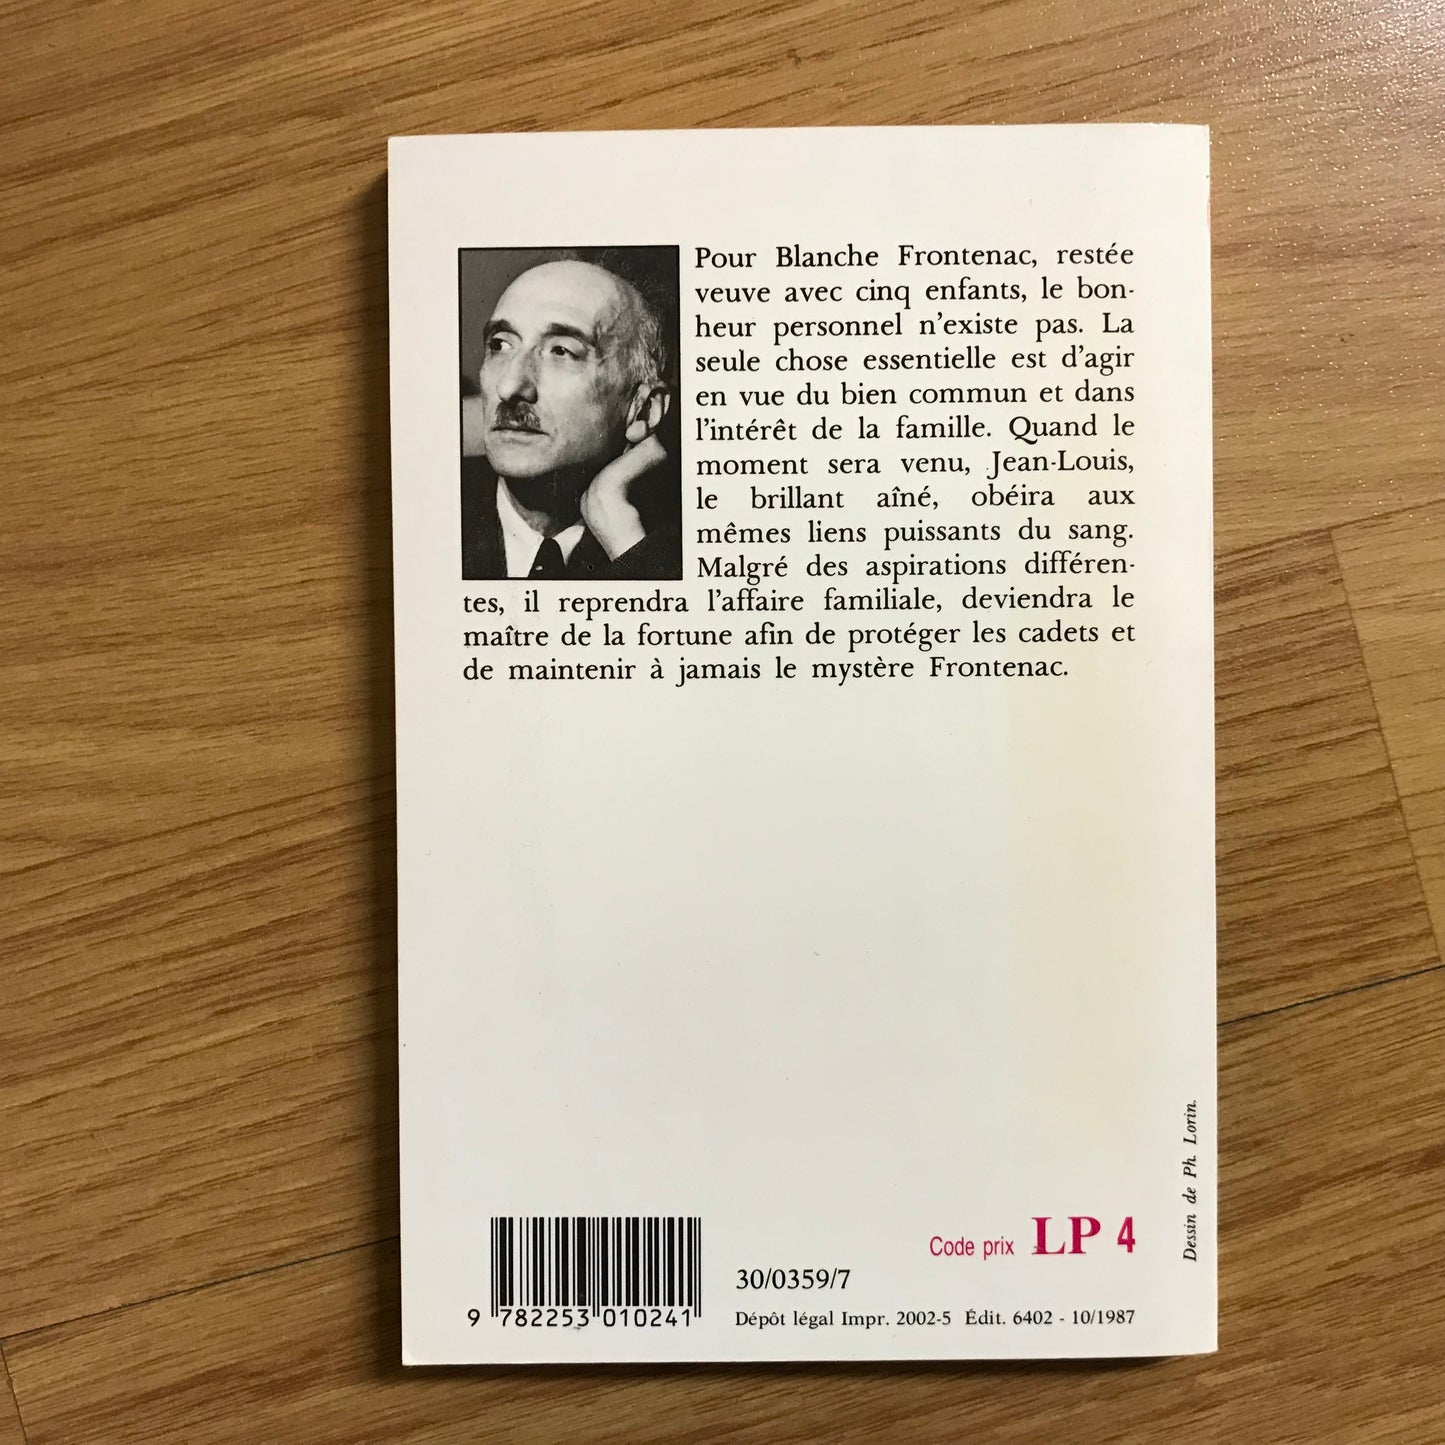 Pour Blanche Frontenac, restée
veuve avec cinq enfants, le bon-
heur personnel n'existe pas. La
seule chose essentielle est d'agir
en vue du bien commun et dans
l'intérêt de la famille. Quand le
moment sera venu, Jean-Louis,
le brillant aîné, obéira aux
mêmes liens puissants du sang.
Malgré des aspirations différen-
tes, il reprendra l'affaire familiale, deviendra le
maître de la fortune afin de protéger les cadets et
de maintenir à jamais le mystère Frontenac.
Dessin de Ph. Lorin.
Code prix LP 4
30/0359/7
9 782253 010241
Dépôt légal Impr. 2002-5 Édit. 6402 - 10/1987